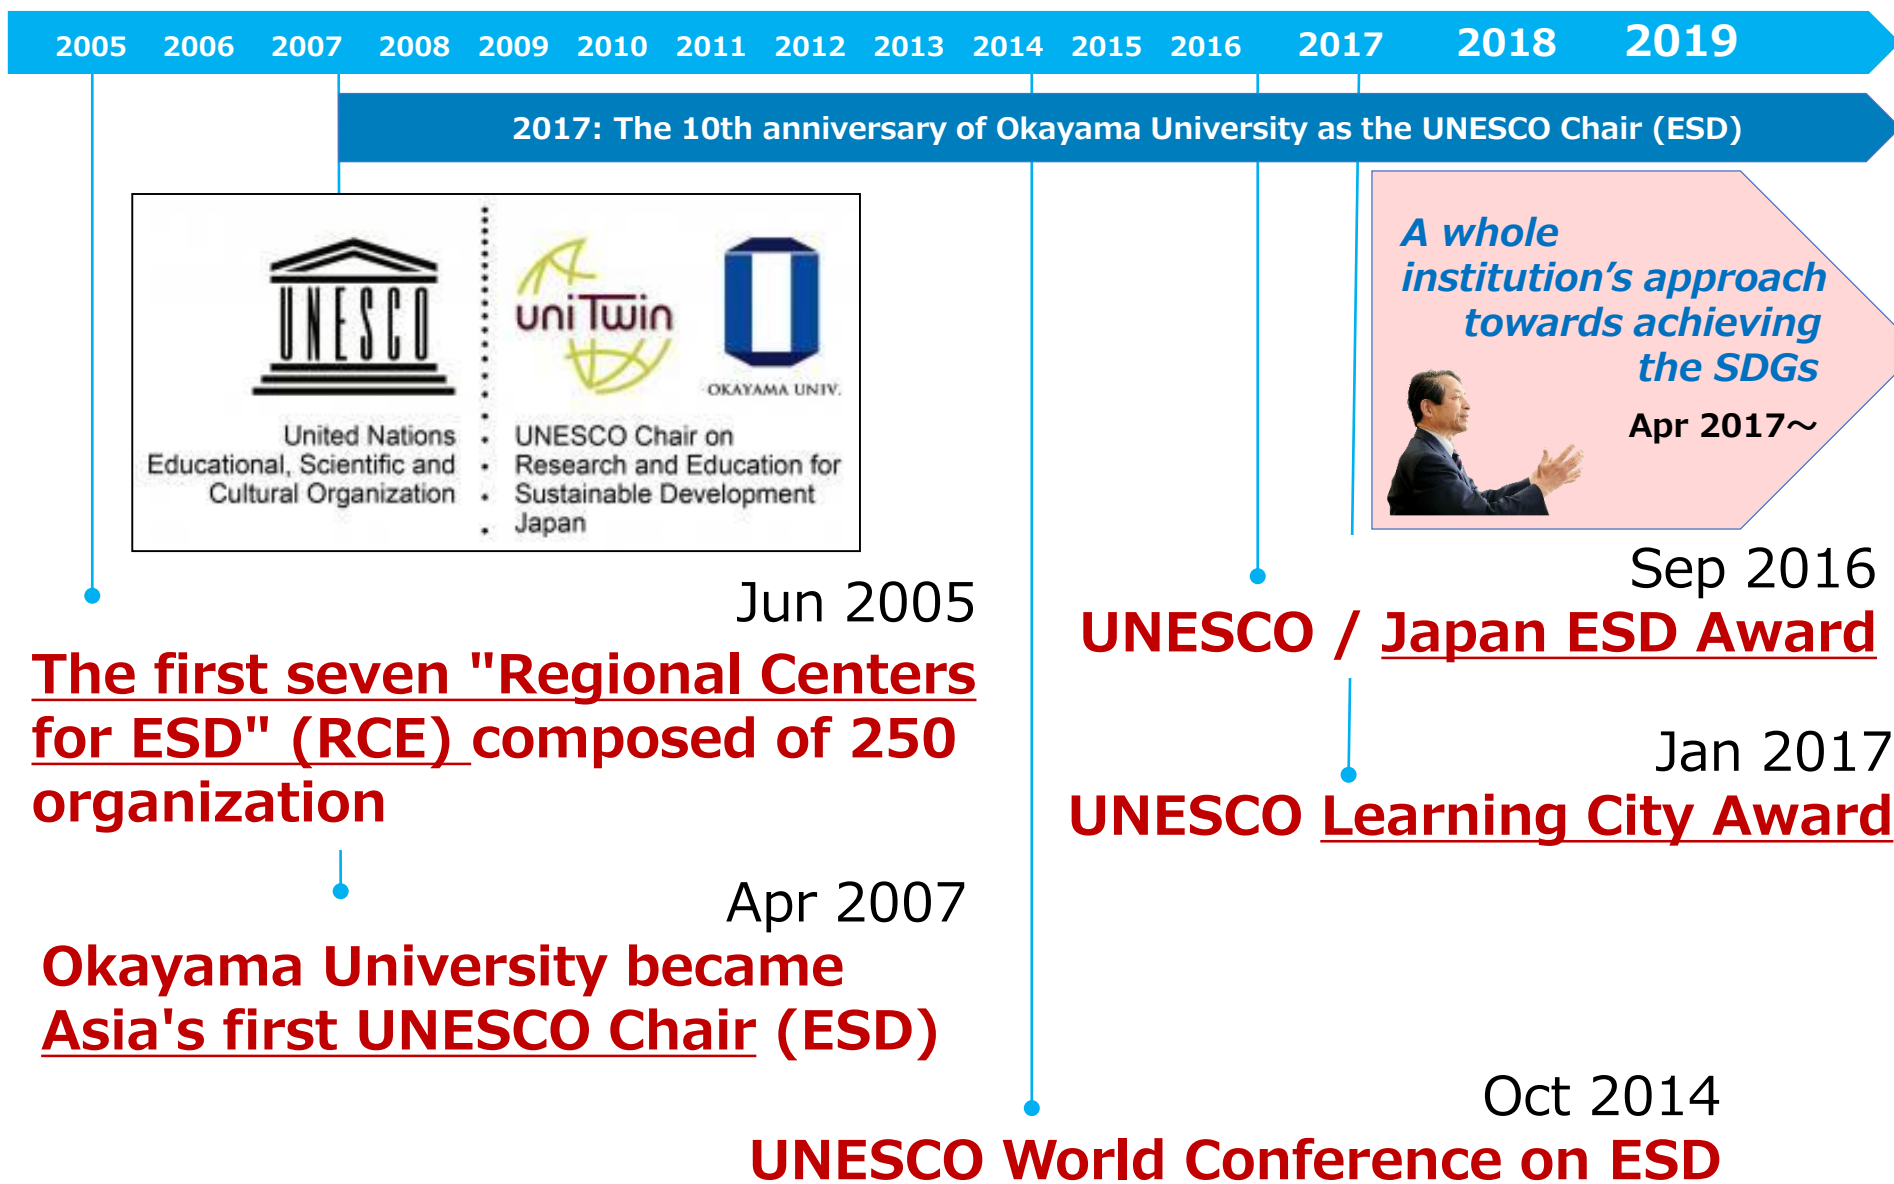 2005 2006 2007 2008 2009 2010 2011 2012 2013 2014 2015 2016 2017 2018 2019
2017: The 10th anniversary of Okayama University as the UNESCO Chair (ESD)
UNESCO
uniTwin
OKAYAMA UNIV.
United Nations
Educational, Scientific and
Cultural Organization
UNESCO Chair on
Research and Education for
Sustainable Development
Japan
A whole
institution’s approach
towards achieving
the SDGs
Apr 2017～
Jun 2005
The first seven "Regional Centers
for ESD" (RCE) composed of 250
organization
Apr 2007
Okayama University became
Asia's first UNESCO Chair (ESD)
Sep 2016
UNESCO / Japan ESD Award
Jan 2017
UNESCO Learning City Award
Oct 2014
UNESCO World Conference on ESD